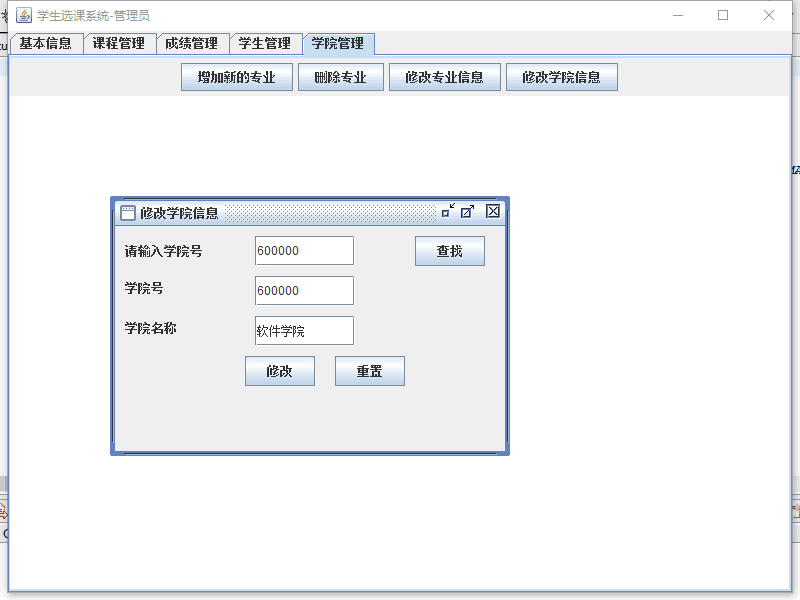 学生选课系统-管理员
基本信息 课程管理 成绩管理 学生管理 学院管理
增加新的专业 删除专业 修改专业信息 修改学院信息
修改学院信息
请输入学院号 600000 查找
学院号 600000
学院名称 软件学院
修改 重置